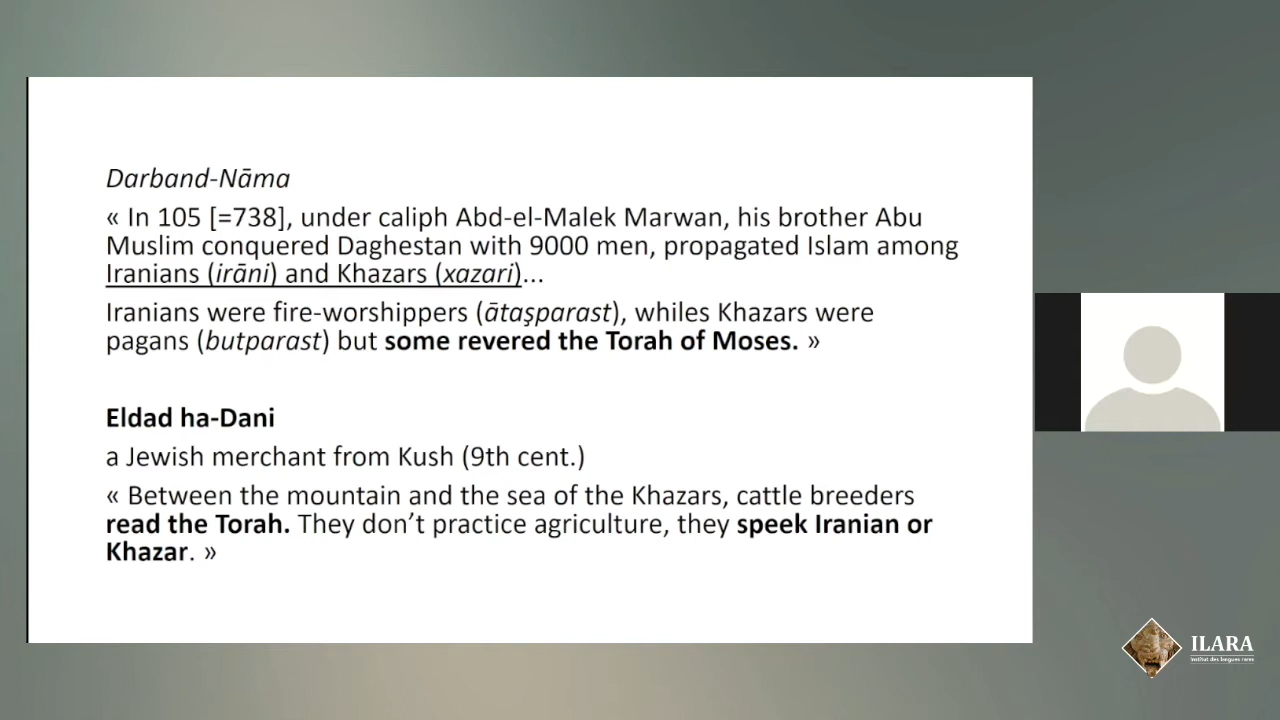 Darband-Nāma
« In 105 [=738], under caliph Abd-el-Malek Marwan, his brother Abu
Muslim conquered Daghestan with 9000 men, propagated Islam among
Iranians (irāni) and Khazars (xazari)...
Iranians were fire-worshippers (ātaşparast), whiles Khazars were
pagans (butparast) but some revered the Torah of Moses. »
Eldad ha-Dani
a Jewish merchant from Kush (9th cent.)
« Between the mountain and the sea of the Khazars, cattle breeders
read the Torah. They don’t practice agriculture, they speek Iranian or
Khazar. »
ILARA
Institut des langues rares